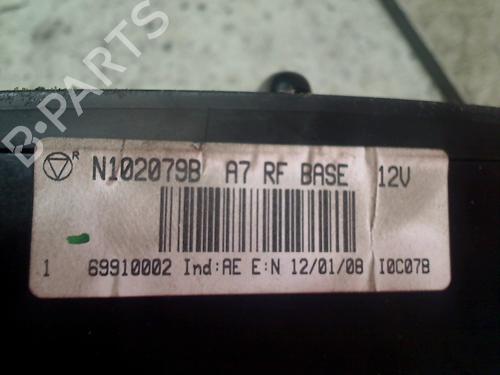 B-PARTS
R N102079B A7 RF BASE 12V
1 69910002 Ind:AE E:N 12/01/08 I0C07B